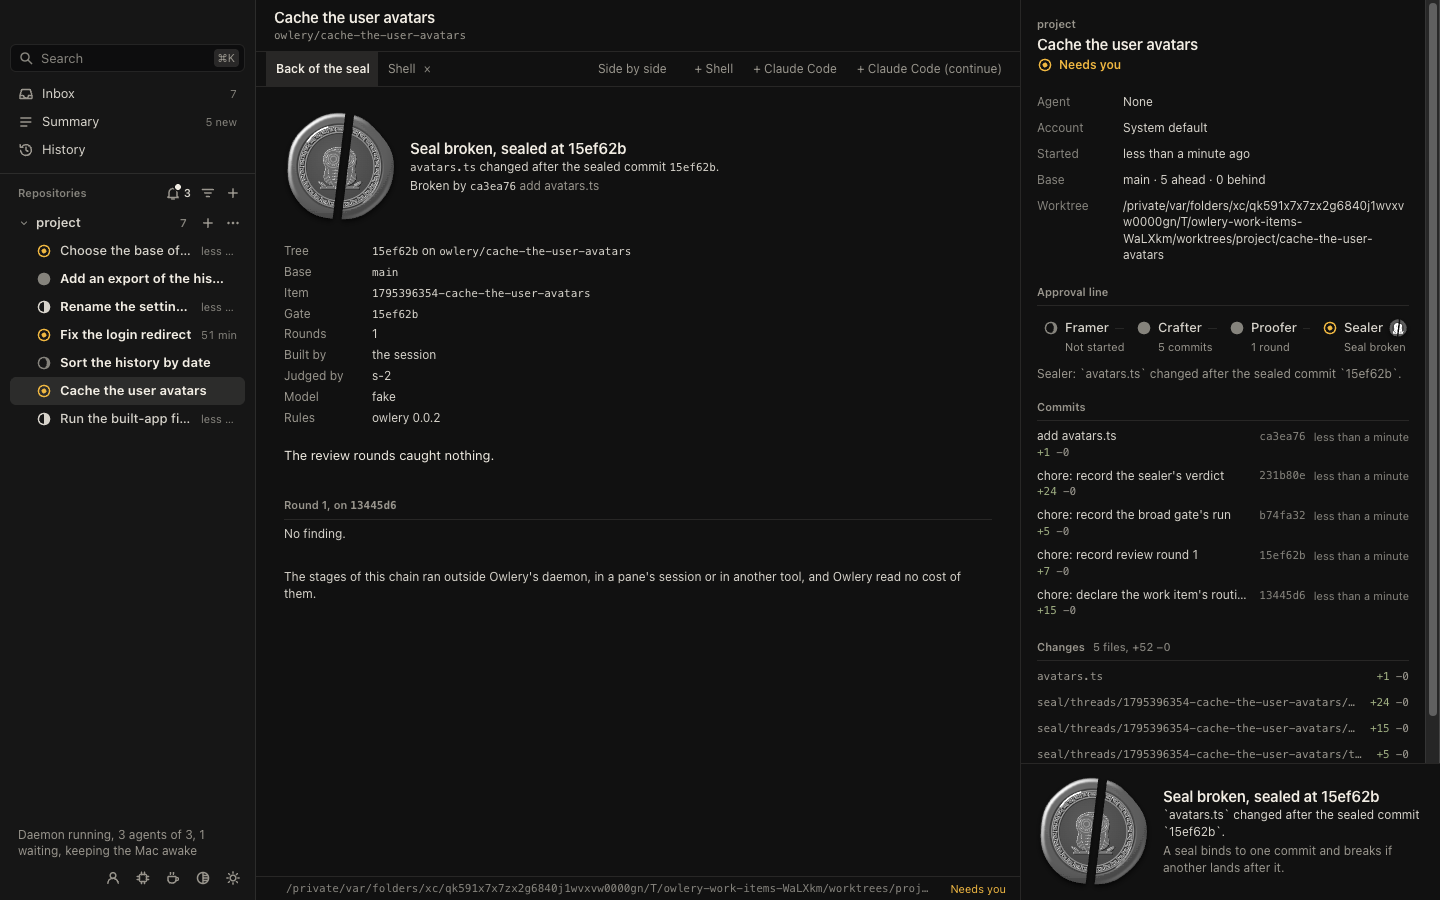 Search ⌘K
Inbox 7
Summary 5 new
History
Repositories 3
project 7
Choose the base of... less ...
Add an export of the his...
Rename the settin... less ...
Fix the login redirect 51 min
Sort the history by date
Cache the user avatars
Run the built-app fi... less ...
Daemon running, 3 agents of 3, 1
waiting, keeping the Mac awake
Cache the user avatars
owlery/cache-the-user-avatars
Back of the seal Shell × Side by side + Shell + Claude Code + Claude Code (continue)
Seal broken, sealed at 15ef62b
avatars.ts changed after the sealed commit 15ef62b.
Broken by ca3ea76 add avatars.ts
Tree 15ef62b on owlery/cache-the-user-avatars
Base main
Item 1795396354-cache-the-user-avatars
Gate 15ef62b
Rounds 1
Built by the session
Judged by s-2
Model fake
Rules owlery 0.0.2
The review rounds caught nothing.
Round 1, on 13445d6
No finding.
The stages of this chain ran outside Owlery's daemon, in a pane's session or in another tool, and Owlery read no cost of
them.
/private/var/folders/xc/qk591x7x7zx2g6840j1wvxvw0000gn/T/owlery-work-items-WaLXkm/worktrees/proj… Needs you
project
Cache the user avatars
Needs you
Agent None
Account System default
Started less than a minute ago
Base main · 5 ahead · 0 behind
Worktree /private/var/folders/xc/qk591x7x7zx2g6840j1wvxv
w0000gn/T/owlery-work-items-
WaLXkm/worktrees/project/cache-the-user-
avatars
Approval line
Framer Crafter Proofer Sealer
Not started 5 commits 1 round Seal broken
Sealer: `avatars.ts` changed after the sealed commit `15ef62b`.
Commits
add avatars.ts ca3ea76 less than a minute
+1 −0
chore: record the sealer's verdict 231b80e less than a minute
+24 −0
chore: record the broad gate's run b74fa32 less than a minute
+5 −0
chore: record review round 1 15ef62b less than a minute
+7 −0
chore: declare the work item's routi... 13445d6 less than a minute
+15 −0
Changes 5 files, +52 −0
avatars.ts +1 −0
seal/threads/1795396354-cache-the-user-avatars/… +24 −0
seal/threads/1795396354-cache-the-user-avatars/… +15 −0
seal/threads/1795396354-cache-the-user-avatars/t… +5 −0
Seal broken, sealed at 15ef62b
`avatars.ts` changed after the sealed commit
`15ef62b`.
A seal binds to one commit and breaks if
another lands after it.